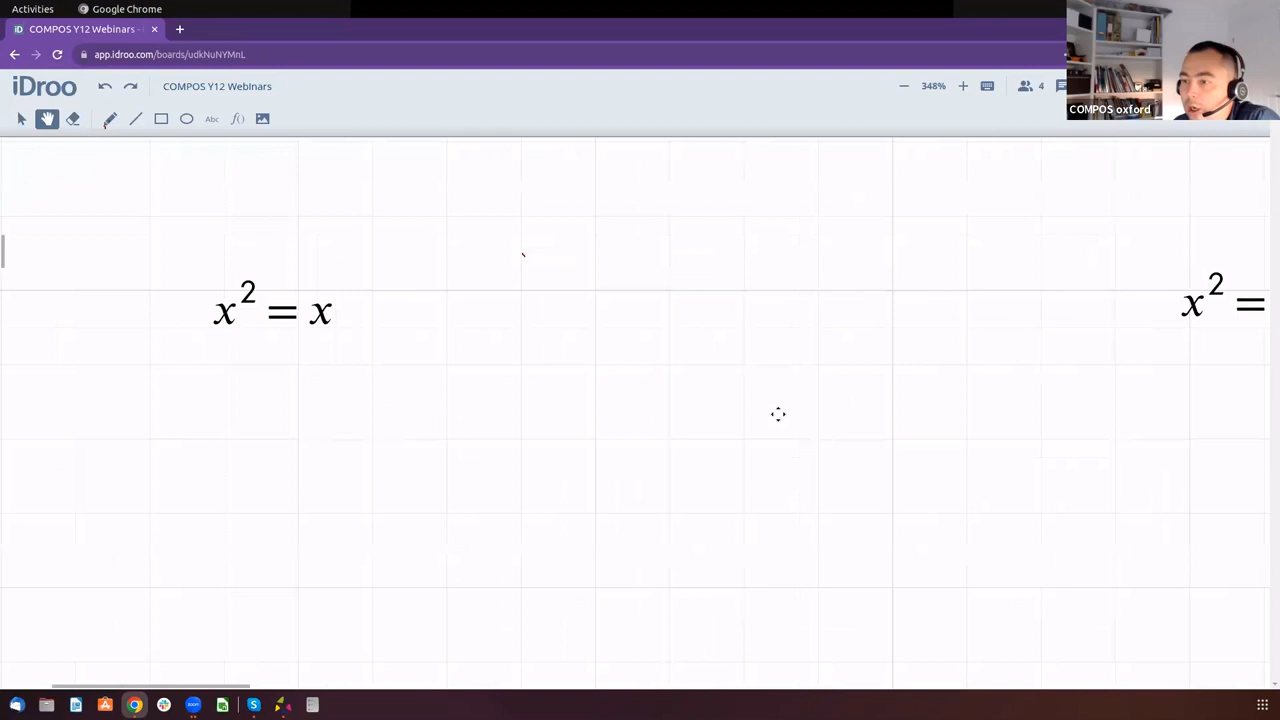 Activities Google Chrome
COMPOS Y12 Webinars -
app.idroo.com/boards/udkNuNYMnL
iDroo COMPOS Y12 WebInars 348% 4
Abc f()
COMPOS oxford
x² = x
x² =